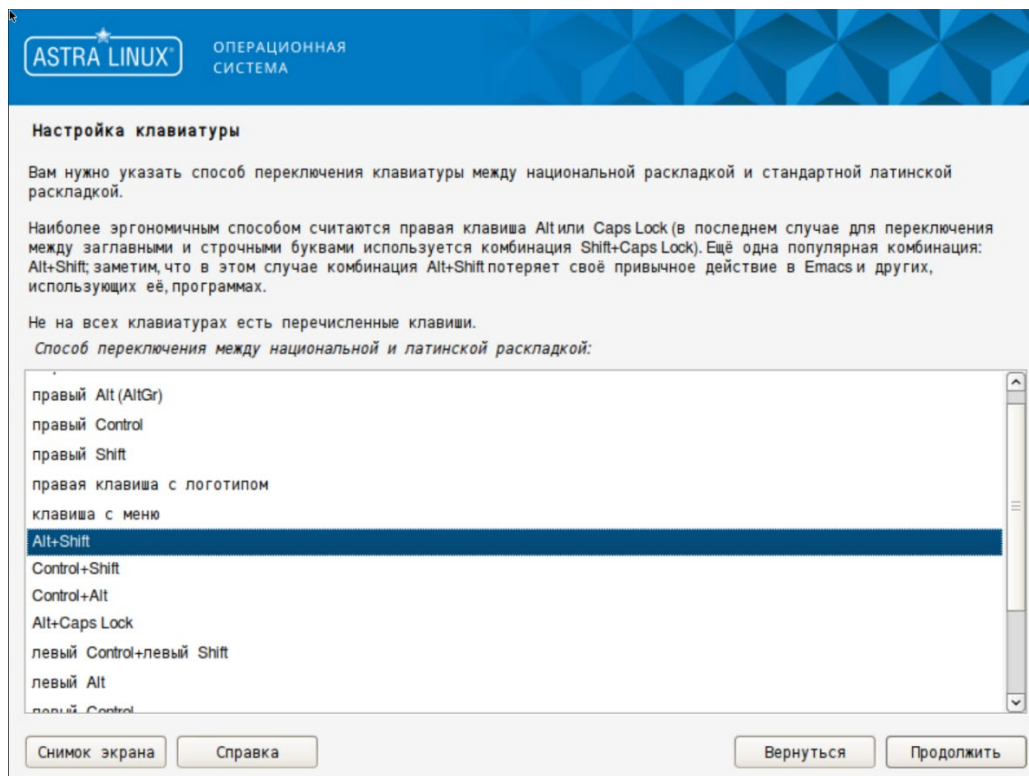 ASTRA LINUX®
ОПЕРАЦИОННАЯ
СИСТЕМА
Настройка клавиатуры
Вам нужно указать способ переключения клавиатуры между национальной раскладкой и стандартной латинской
раскладкой.
Наиболее эргономичным способом считаются правая клавиша Alt или Caps Lock (в последнем случае для переключения
между заглавными и строчными буквами используется комбинация Shift+Caps Lock). Ещё одна популярная комбинация:
Alt+Shift; заметим, что в этом случае комбинация Alt+Shift потеряет своё привычное действие в Emacs и других,
использующих её, программах.
Не на всех клавиатурах есть перечисленные клавиши.
Способ переключения между национальной и латинской раскладкой:
правый Alt (AltGr)
правый Control
правый Shift
правая клавиша с логотипом
клавиша с меню
Alt+Shift
Control+Shift
Control+Alt
Alt+Caps Lock
левый Control+левый Shift
левый Alt
левый Control
Снимок экрана
Справка
Вернуться
Продолжить